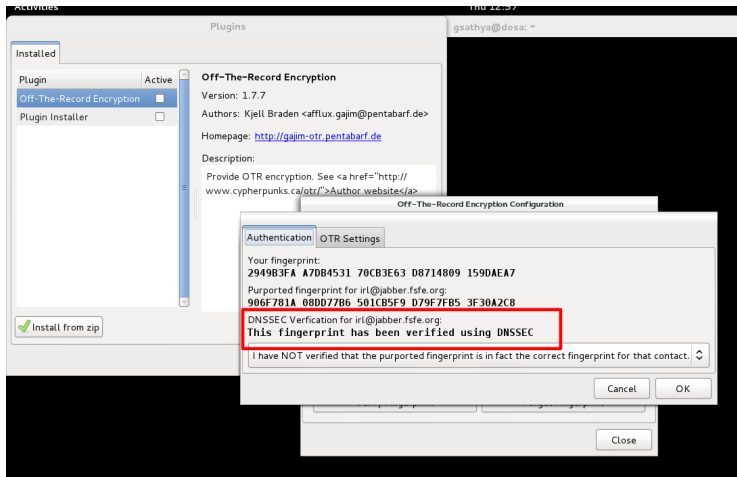 Activities
Thu 12:57
Plugins
gsathya@dosa: ~
Installed
Plugin Active
Off-The-Record Encryption
Plugin Installer
Off-The-Record Encryption
Version: 1.7.7
Authors: Kjell Braden <afflux.gajim@pentabarf.de>
Homepage: http://gajim-otr.pentabarf.de
Description:
Provide OTR encryption. See <a href="http://
www.cypherpunks.ca/otr/">Author website</a>
Install from zip
Off-The-Record Encryption Configuration
Authentication OTR Settings
Your fingerprint:
2949B3FA A7DB4531 70CB3E63 D8714809 159DAEA7
Purported fingerprint for irl@jabber.fsfe.org:
906F781A 08DD77B6 501CB5F9 D79F7FB5 3F30A2C8
DNSSEC Verfication for irl@jabber.fsfe.org:
This fingerprint has been verified using DNSSEC
I have NOT verified that the purported fingerprint is in fact the correct fingerprint for that contact.
Cancel OK
Close